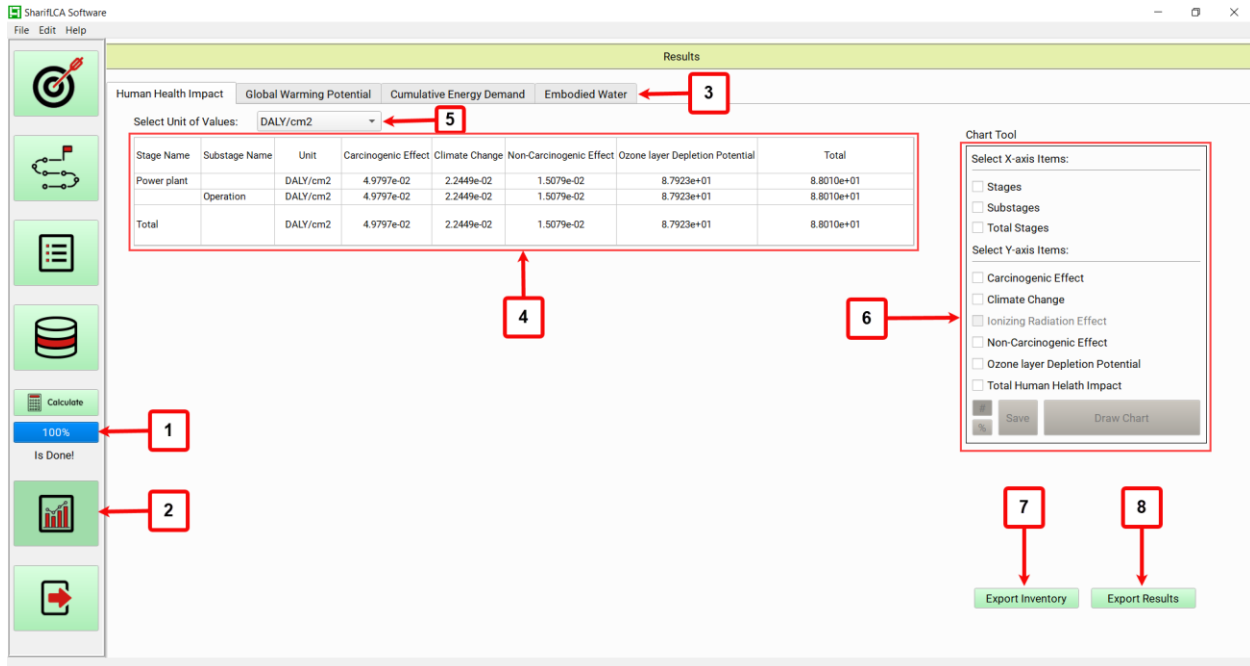 SharifLCA Software
File Edit Help
Results
Human Health Impact Global Warming Potential Cumulative Energy Demand Embodied Water 3
Select Unit of Values: DALY/cm2 5
Stage Name Substage Name Unit Carcinogenic Effect Climate Change Non-Carcinogenic Effect Ozone layer Depletion Potential Total
Power plant DALY/cm2 4.9797e-02 2.2449e-02 1.5079e-02 8.7923e+01 8.8010e+01
Operation DALY/cm2 4.9797e-02 2.2449e-02 1.5079e-02 8.7923e+01 8.8010e+01
Total DALY/cm2 4.9797e-02 2.2449e-02 1.5079e-02 8.7923e+01 8.8010e+01
4
Chart Tool
Select X-axis Items:
Stages
Substages
Total Stages
Select Y-axis Items:
Carcinogenic Effect
Climate Change
6
Ionizing Radiation Effect
Non-Carcinogenic Effect
Ozone layer Depletion Potential
Total Human Helath Impact
#
% Save Draw Chart
Calculate
100% 1
Is Done!
2
7 8
Export Inventory Export Results